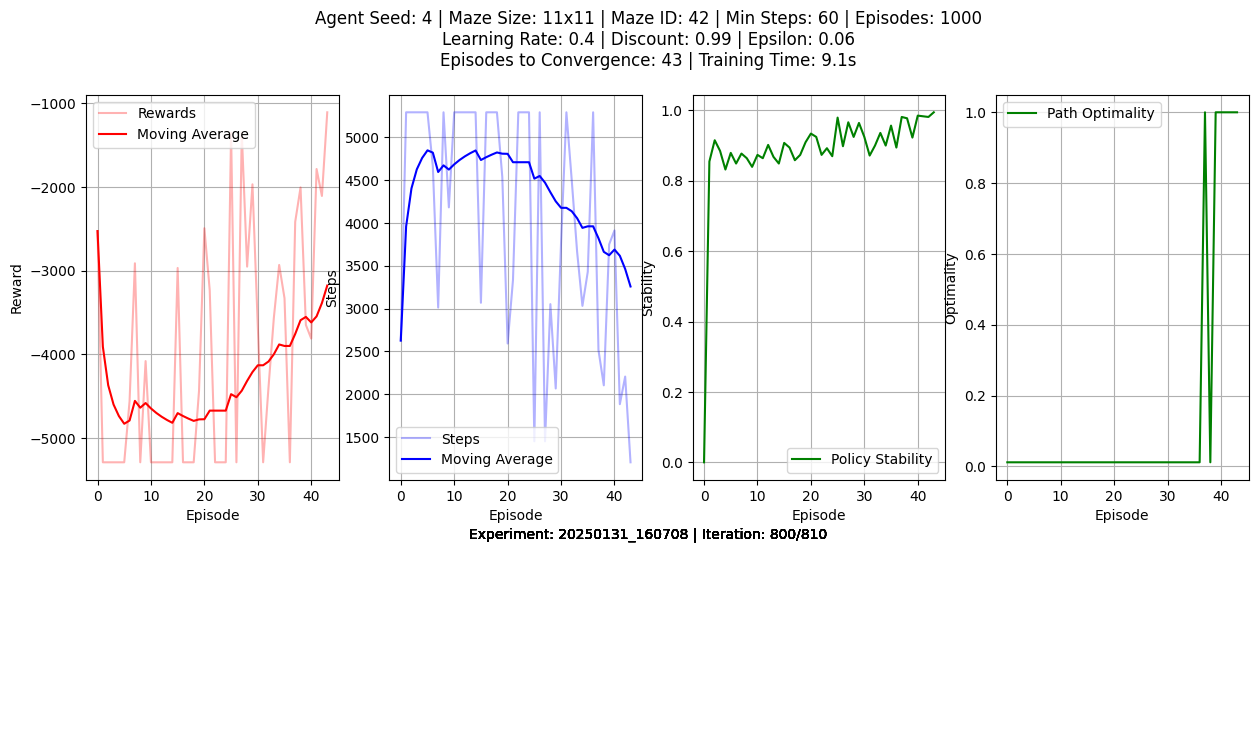 Agent Seed: 4 | Maze Size: 11x11 | Maze ID: 42 | Min Steps: 60 | Episodes: 1000
Learning Rate: 0.4 | Discount: 0.99 | Epsilon: 0.06
Episodes to Convergence: 43 | Training Time: 9.1s
Rewards
Moving Average
−1000
−2000
−3000
−4000
−5000
Reward
0
10
20
30
40
Episode
5000
4500
4000
3500
3000
2500
2000
1500
Steps
Steps
Moving Average
0
10
20
30
40
Episode
1.0
0.8
0.6
0.4
0.2
0.0
Stability
Policy Stability
0
10
20
30
40
Episode
Path Optimality
1.0
0.8
0.6
0.4
0.2
0.0
Optimality
0
10
20
30
40
Episode
Experiment: 20250131_160708 | Iteration: 800/810